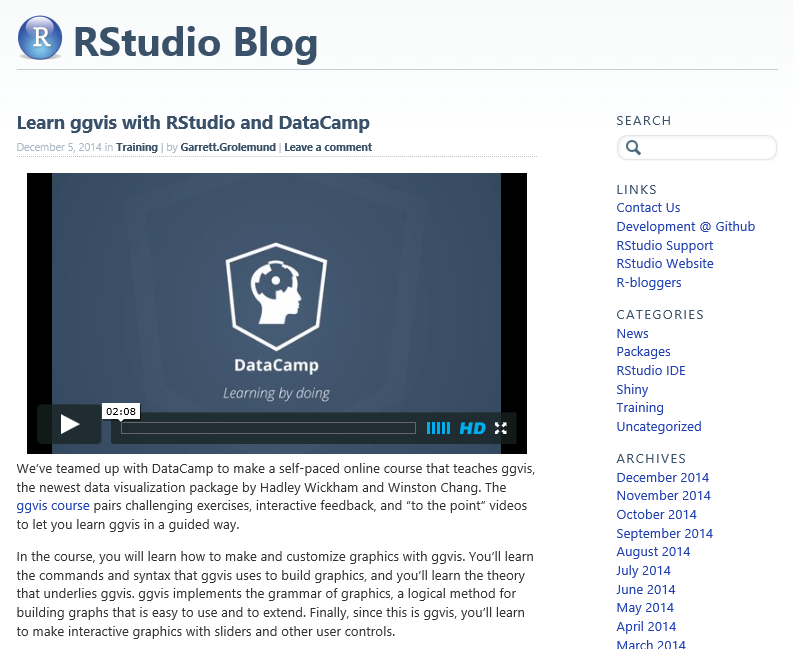 R RStudio Blog
Learn ggvis with RStudio and DataCamp
December 5, 2014 in Training | by Garrett.Grolemund | Leave a comment
DataCamp
Learning by doing
02:08
HD
We've teamed up with DataCamp to make a self-paced online course that teaches ggvis,
the newest data visualization package by Hadley Wickham and Winston Chang. The
ggvis course pairs challenging exercises, interactive feedback, and “to the point” videos
to let you learn ggvis in a guided way.
In the course, you will learn how to make and customize graphics with ggvis. You'll learn
the commands and syntax that ggvis uses to build graphics, and you'll learn the theory
that underlies ggvis. ggvis implements the grammar of graphics, a logical method for
building graphs that is easy to use and to extend. Finally, since this is ggvis, you'll learn
to make interactive graphics with sliders and other user controls.
SEARCH
LINKS
Contact Us
Development @ Github
RStudio Support
RStudio Website
R-bloggers
CATEGORIES
News
Packages
RStudio IDE
Shiny
Training
Uncategorized
ARCHIVES
December 2014
November 2014
October 2014
September 2014
August 2014
July 2014
June 2014
May 2014
April 2014
March 2014